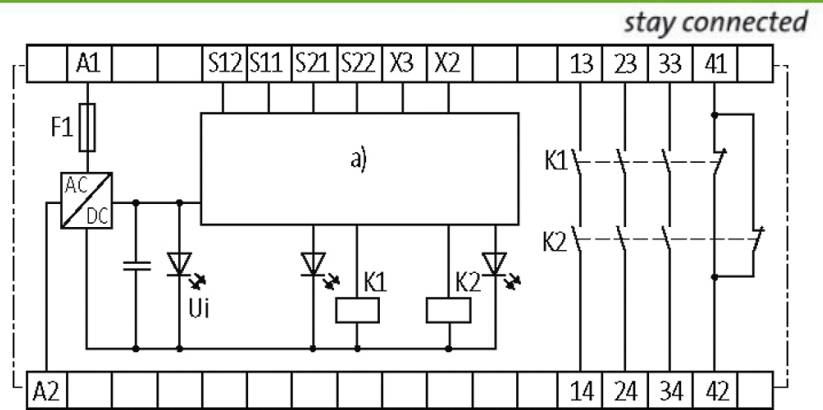 stay connected
A1 S12 S11 S21 S22 X3 X2 13 23 33 41
F1
a)
K1
AC
DC
K2
K1 K2
Ui
A2 14 24 34 42